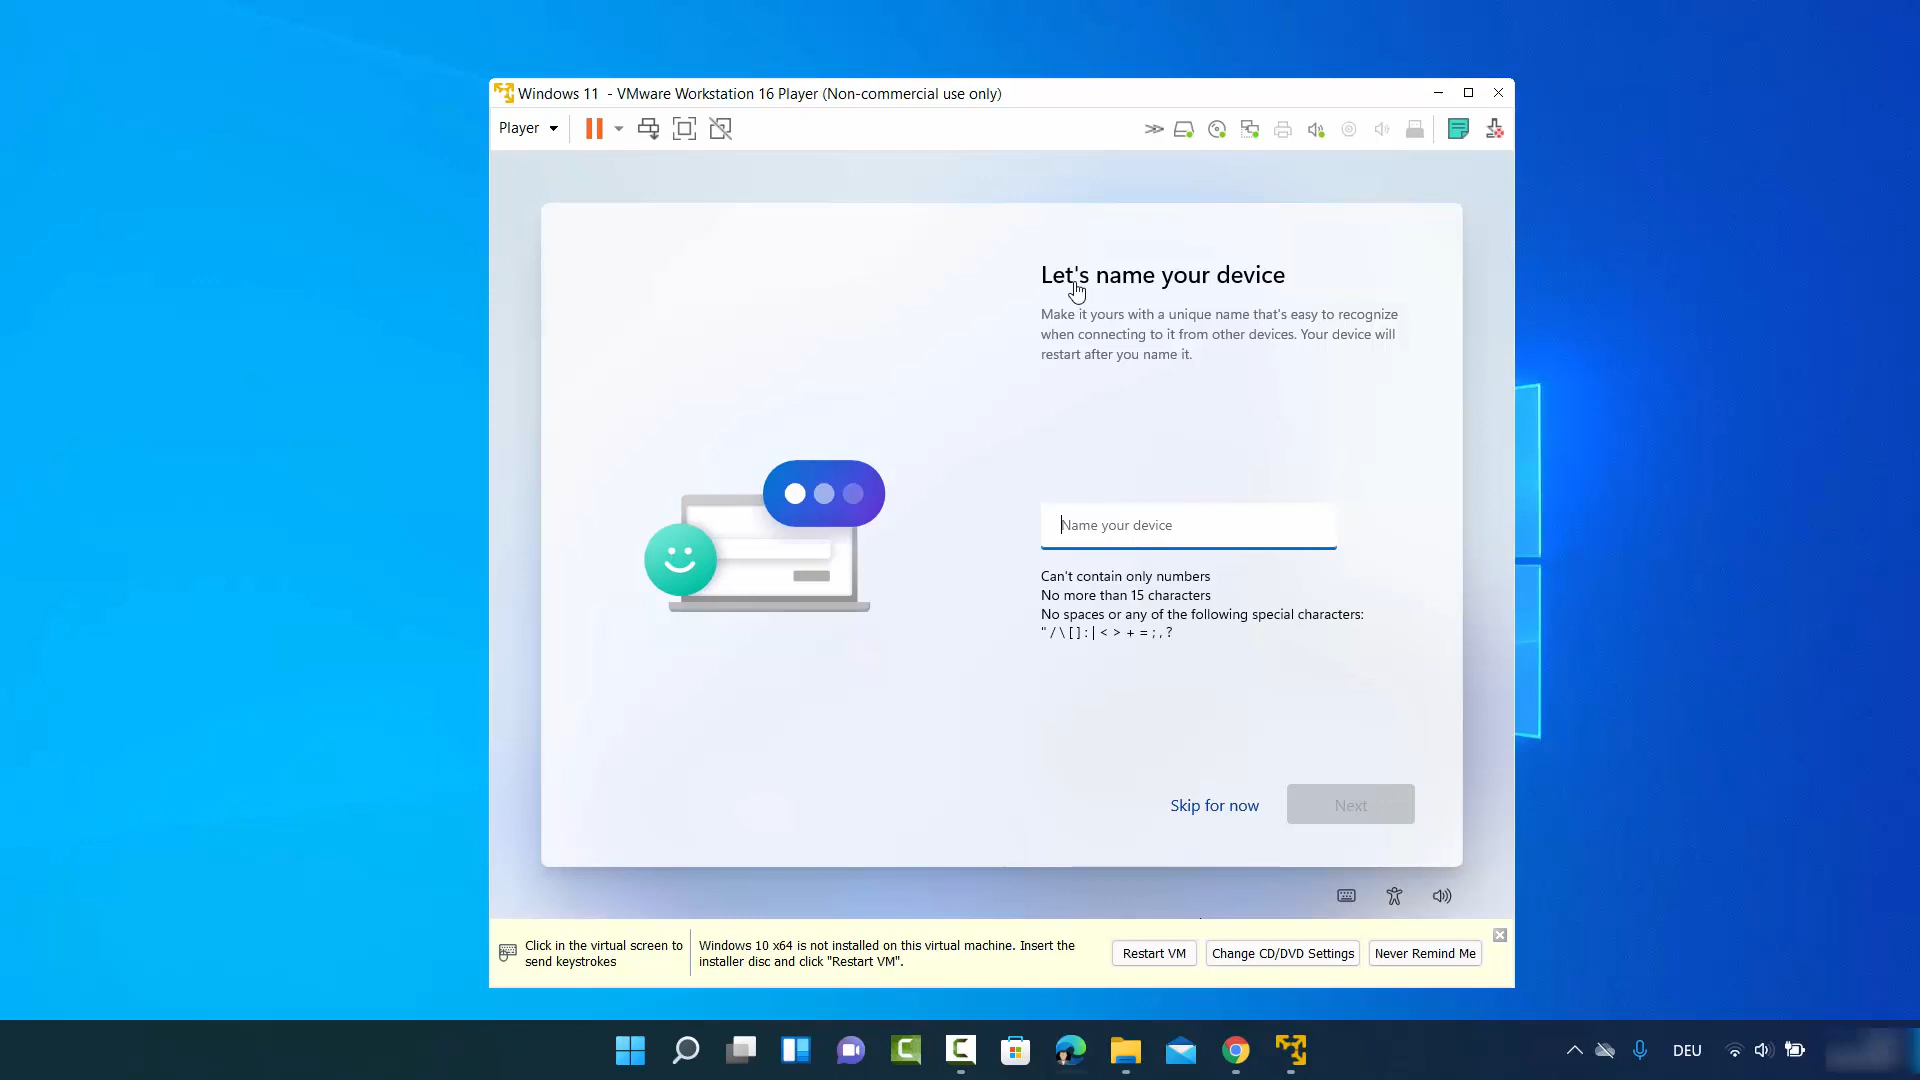 Windows 11 - VMware Workstation 16 Player (Non-commercial use only)
Player
Let's name your device
Make it yours with a unique name that's easy to recognize
when connecting to it from other devices. Your device will
restart after you name it.
Name your device
Can't contain only numbers
No more than 15 characters
No spaces or any of the following special characters:
" / \ [ ] : | < > + = ; , ?
Skip for now
Next
Click in the virtual screen to
send keystrokes
Windows 10 x64 is not installed on this virtual machine. Insert the
installer disc and click "Restart VM".
Restart VM
Change CD/DVD Settings
Never Remind Me
DEU